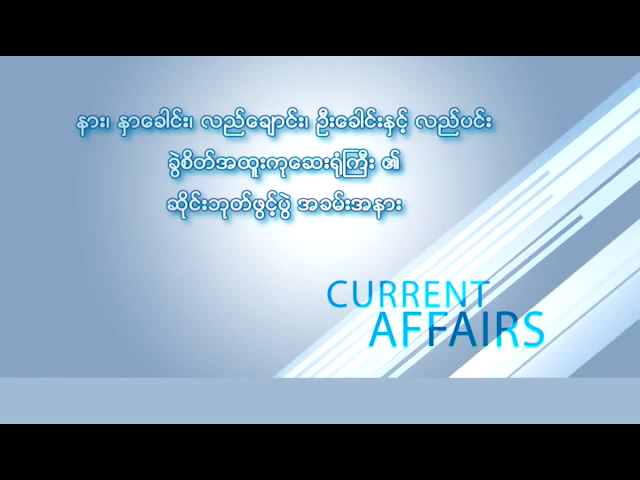 နား၊ နှာခေါင်း၊ လည်ချောင်း၊ ဦးခေါင်းနှင့် လည်ပင်း
ခွဲစိတ်အထူးကုဆေးရုံကြီး ၏
ဆိုင်းဘုတ်ဖွင့်ပွဲ အခမ်းအနား
CURRENT
AFFAIRS